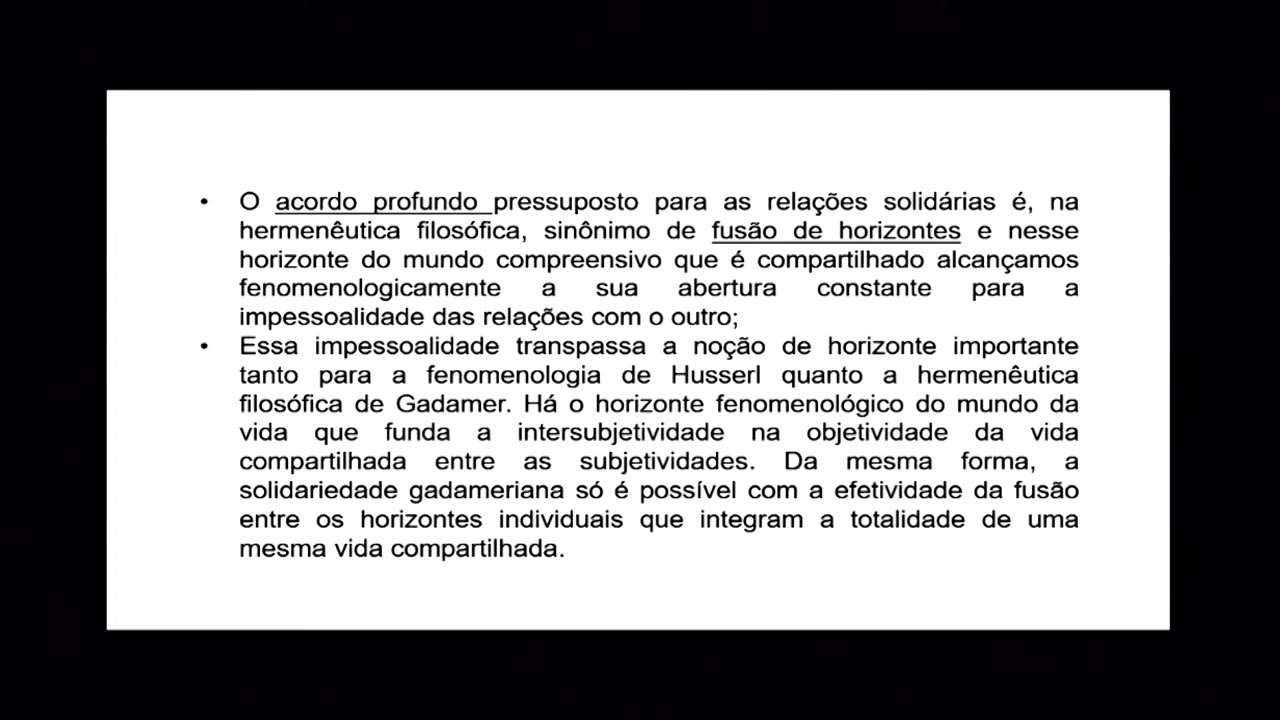 • O acordo profundo pressuposto para as relações solidárias é, na
hermenêutica filosófica, sinônimo de fusão de horizontes e nesse
horizonte do mundo compreensivo que é compartilhado alcançamos
fenomenologicamente a sua abertura constante para a
impessoalidade das relações com o outro;
• Essa impessoalidade transpassa a noção de horizonte importante
tanto para a fenomenologia de Husserl quanto a hermenêutica
filosófica de Gadamer. Há o horizonte fenomenológico do mundo da
vida que funda a intersubjetividade na objetividade da vida
compartilhada entre as subjetividades. Da mesma forma, a
solidariedade gadameriana só é possível com a efetividade da fusão
entre os horizontes individuais que integram a totalidade de uma
mesma vida compartilhada.